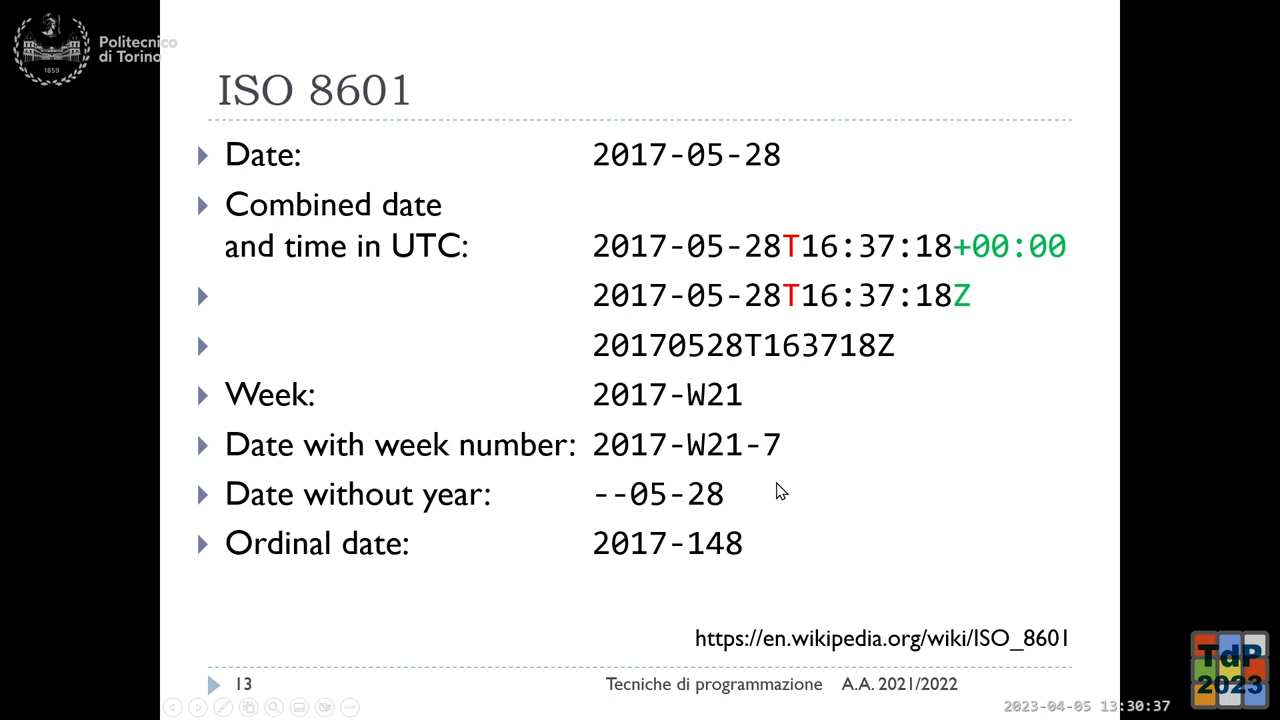 Politecnico
di Torino
1859
ISO 8601
Date: 2017-05-28
Combined date
and time in UTC: 2017-05-28T16:37:18+00:00
2017-05-28T16:37:18Z
20170528T163718Z
Week: 2017-W21
Date with week number: 2017-W21-7
Date without year: --05-28
Ordinal date: 2017-148
https://en.wikipedia.org/wiki/ISO_8601
13 Tecniche di programmazione A.A. 2021/2022
TdP
2023
2023-04-05 13:30:37